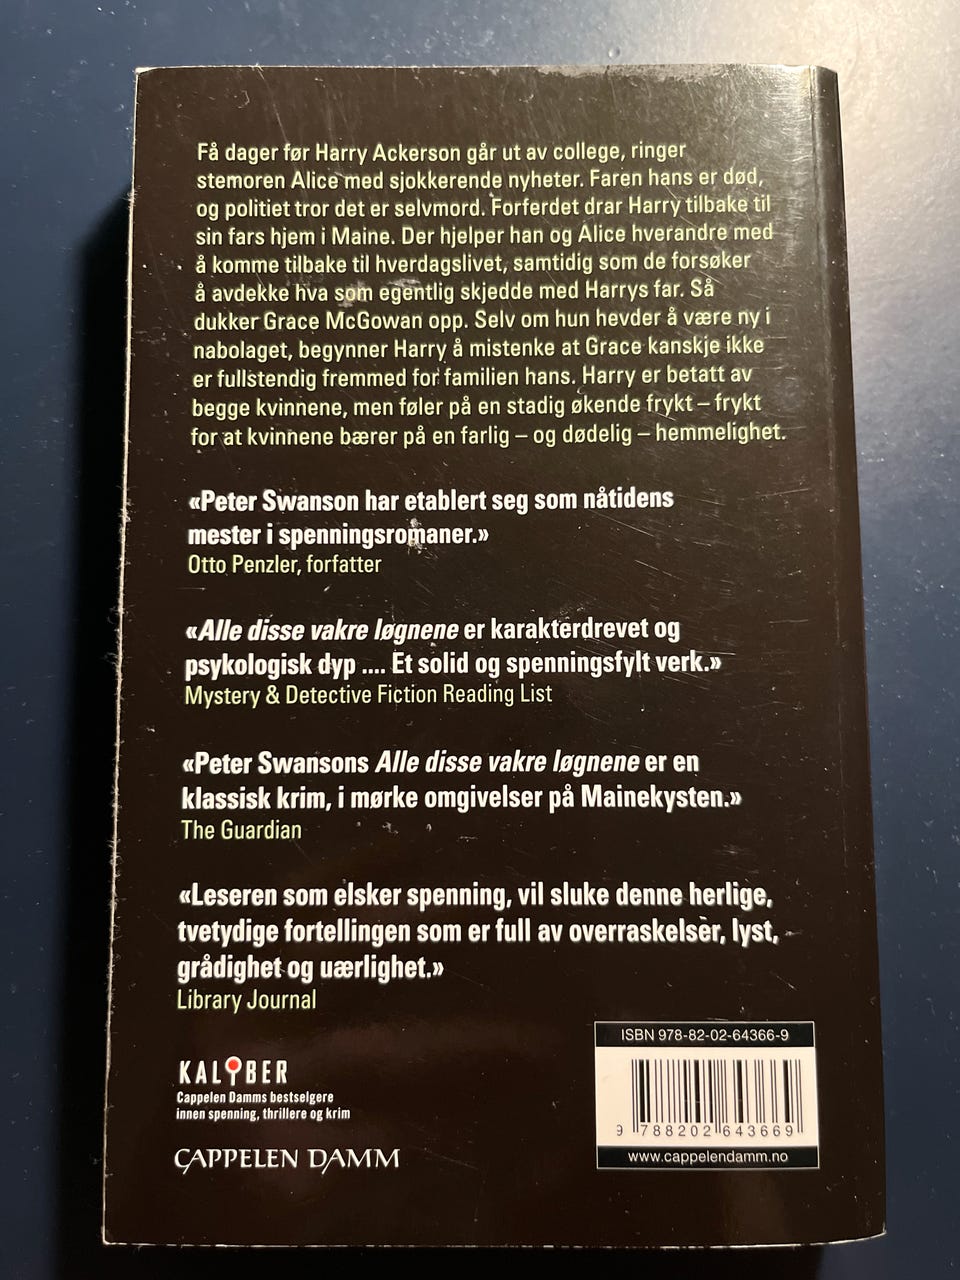 Få dager før Harry Ackerson går ut av college, ringer
stemoren Alice med sjokkerende nyheter. Faren hans er død,
og politiet tror det er selvmord. Forferdet drar Harry tilbake til
sin fars hjem i Maine. Der hjelper han og Alice hverandre med
å komme tilbake til hverdagslivet, samtidig som de forsøker
å avdekke hva som egentlig skjedde med Harrys far. Så
dukker Grace McGowan opp. Selv om hun hevder å være ny i
nabolaget, begynner Harry å mistenke at Grace kanskje ikke
er fullstendig fremmed for familien hans. Harry er betatt av
begge kvinnene, men føler på en stadig økende frykt – frykt
for at kvinnene bærer på en farlig – og dødelig – hemmelighet.
«Peter Swanson har etablert seg som nåtidens
mester i spenningsromaner.»
Otto Penzler, forfatter
«Alle disse vakre løgnene er karakterdrevet og
psykologisk dyp .... Et solid og spenningsfylt verk.»
Mystery & Detective Fiction Reading List
«Peter Swansons Alle disse vakre løgnene er en
klassisk krim, i mørke omgivelser på Mainekysten.»
The Guardian
«Leseren som elsker spenning, vil sluke denne herlige,
tvetydige fortellingen som er full av overraskelser, lyst,
grådighet og uærlighet.»
Library Journal
KALIBER
Cappelen Damms bestselgere
innen spenning, thrillere og krim
CAPPELEN DAMM
ISBN 978-82-02-64366-9
9 788202 643669
www.cappelendamm.no